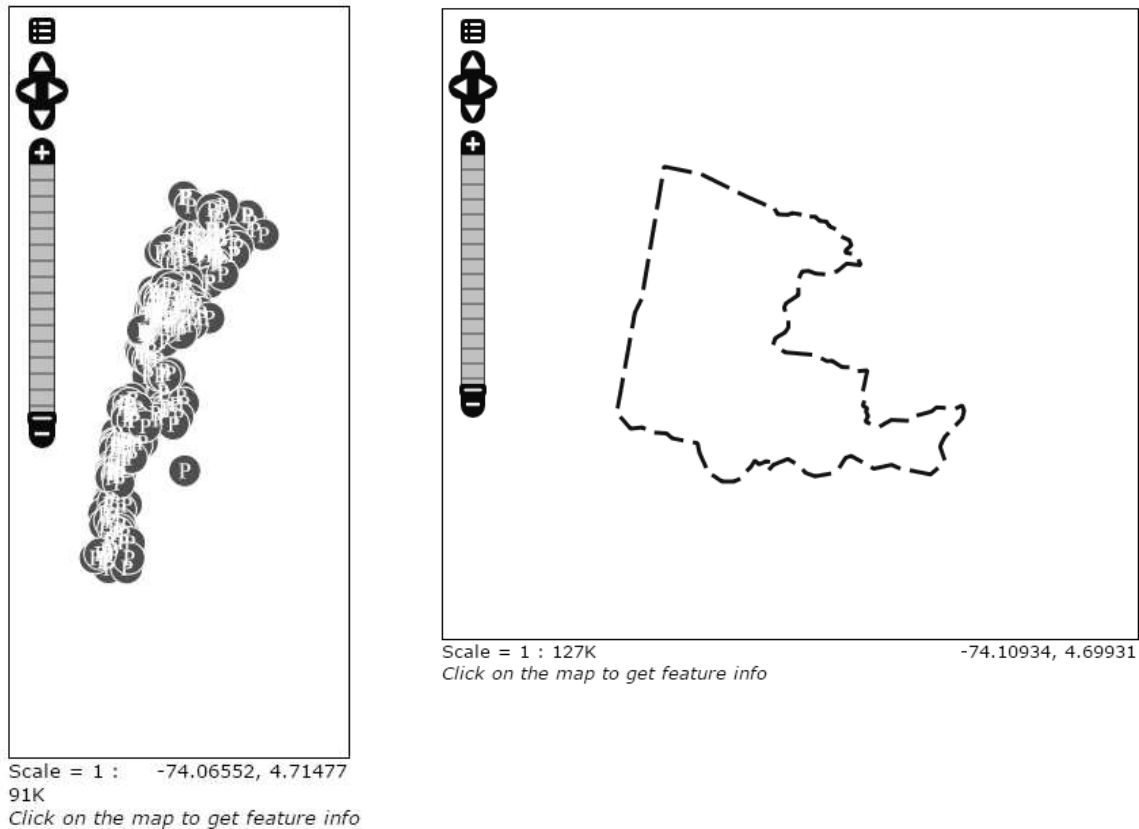 Scale = 1 : -74.06552, 4.71477
91K
Click on the map to get feature info
Scale = 1 : 127K -74.10934, 4.69931
Click on the map to get feature info